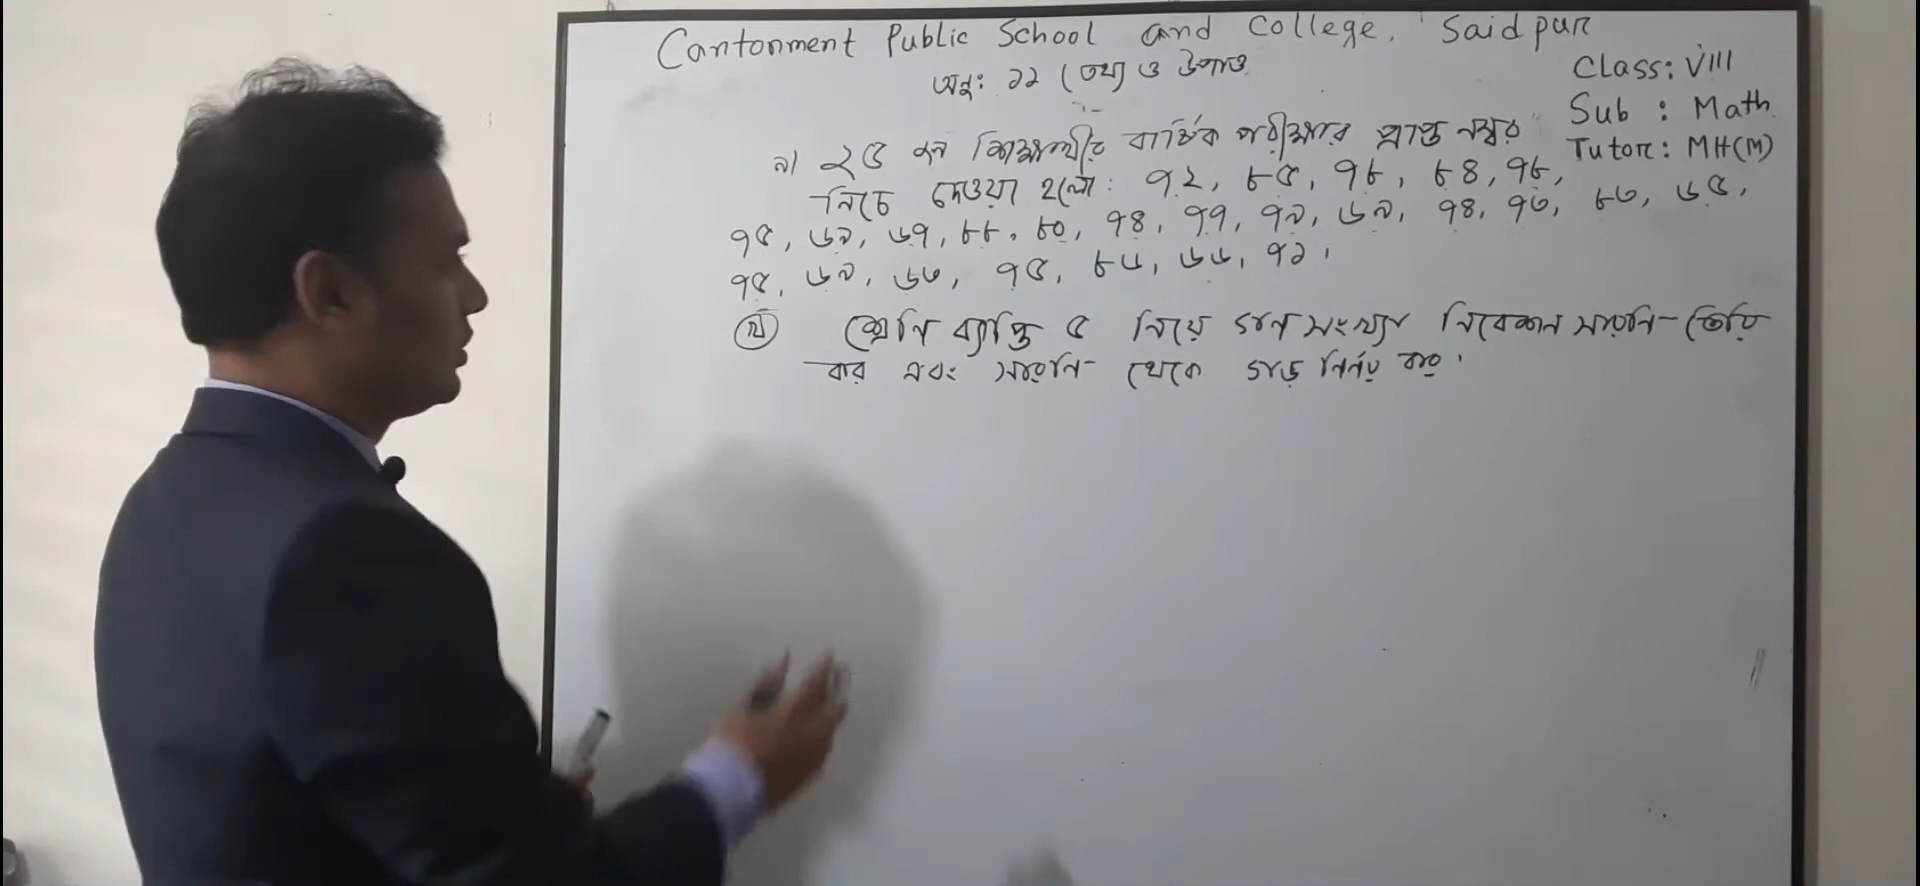 Cantonment Public School and College, Saidpur
অনু: ১১ (তথ্য ও উপাত্ত
Class: VIII
Sub : Math
Tutor: MH(M)
৯। ২৫ জন শিক্ষার্থীর বার্ষিক পরীক্ষার প্রাপ্ত নম্বর
নিচে দেওয়া হলো: ৭২, ৮৫, ৭৮, ৮৪, ৭৮,
৭৫, ৬৯, ৬৭, ৮৮, ৮০, ৭৪, ৭৭, ৭৯, ৬৯, ৭৪, ৭৩, ৮৩, ৬৫,
৭৫, ৬৯, ৬৩, ৭৫, ৮৬, ৬৬, ৭১।
শ্রেণি ব্যাপ্তি ৫ নিয়ে গণসংখ্যা নিবেশন সারণি তৈরি
কর এবং সারণি থেকে গড় নির্ণয় কর।